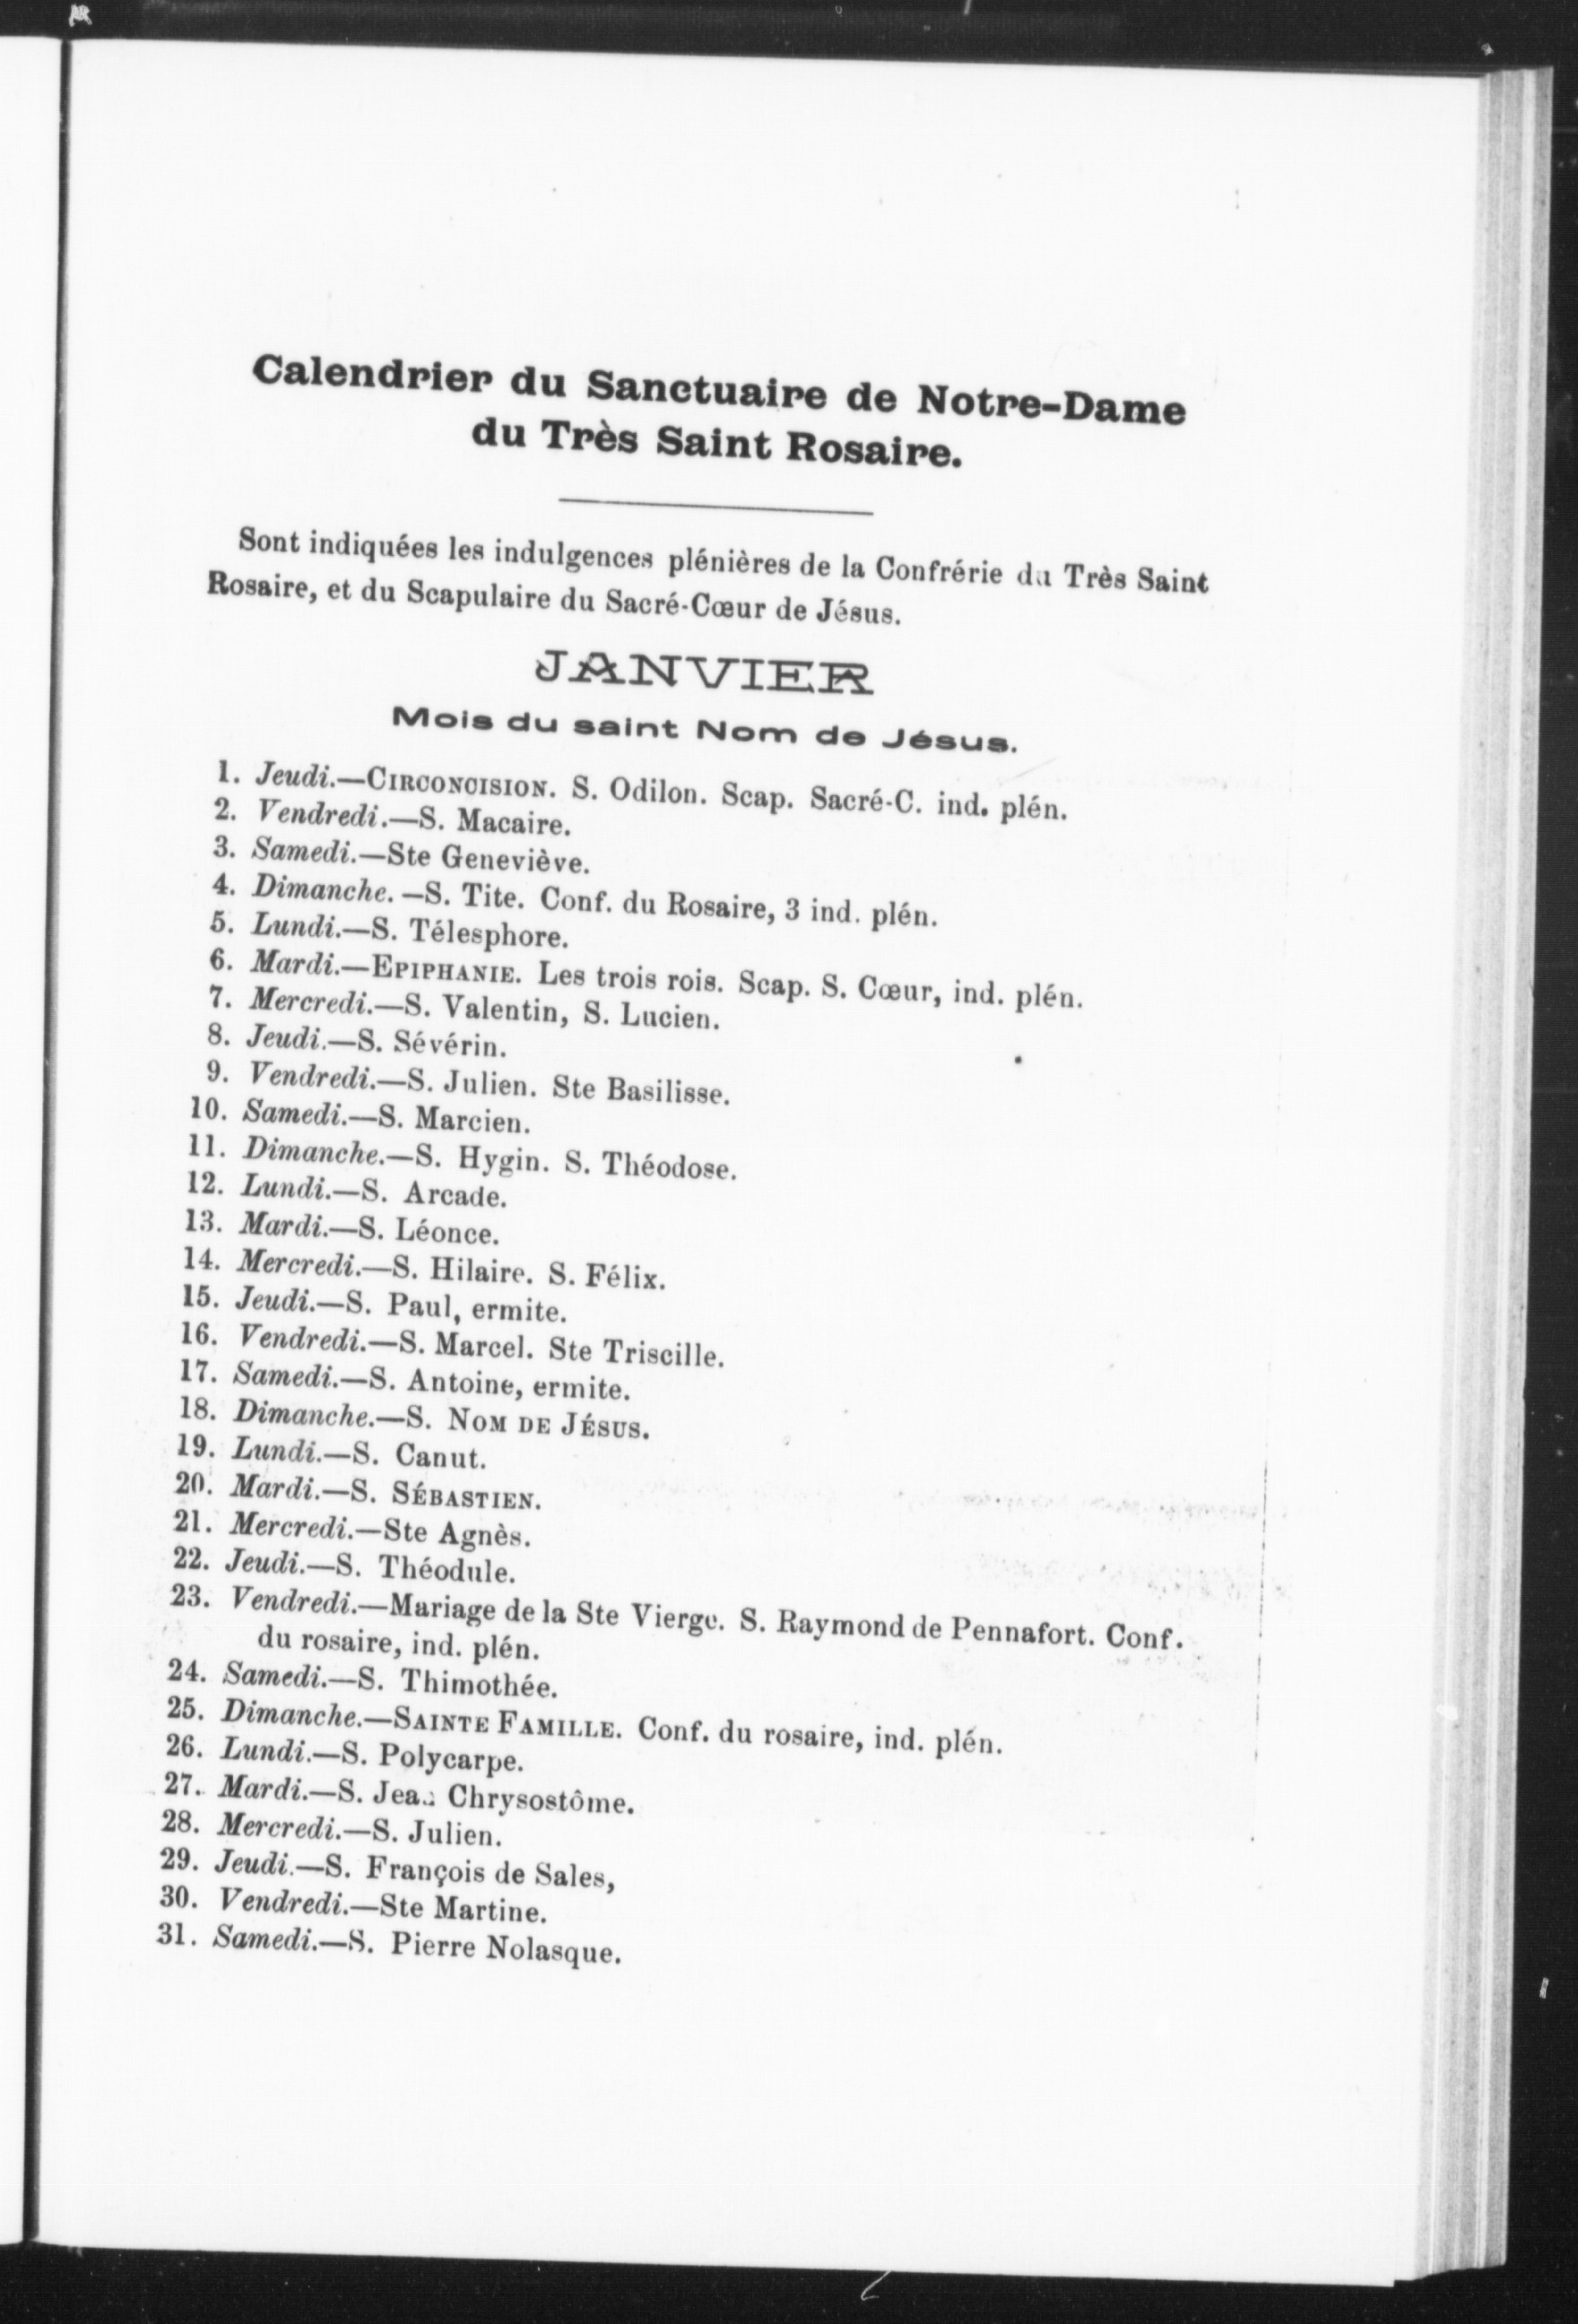 Calendrier du Sanctuaire de Notre-Dame
du Très Saint Rosaire.
Sont indiquées les indulgences plénières de la Confrérie du Très Saint
Rosaire, et du Scapulaire du Sacré-Cœur de Jésus.
JANVIER
Mois du saint Nom de Jésus.
1. Jeudi.—CIRCONCISION. S. Odilon. Scap. Sacré-C. ind. plén.
2. Vendredi.—S. Macaire.
3. Samedi.—Ste Geneviève.
4. Dimanche.—S. Tite. Conf. du Rosaire, 3 ind. plén.
5. Lundi.—S. Télesphore.
6. Mardi.—EPIPHANIE. Les trois rois. Scap. S. Cœur, ind. plén.
7. Mercredi.—S. Valentin, S. Lucien.
8. Jeudi.—S. Sévérin.
9. Vendredi.—S. Julien. Ste Basilisse.
10. Samedi.—S. Marcien.
11. Dimanche.—S. Hygin. S. Théodose.
12. Lundi.—S. Arcade.
13. Mardi.—S. Léonce.
14. Mercredi.—S. Hilaire. S. Félix.
15. Jeudi.—S. Paul, ermite.
16. Vendredi.—S. Marcel. Ste Triscille.
17. Samedi.—S. Antoine, ermite.
18. Dimanche.—S. NOM DE JÉSUS.
19. Lundi.—S. Canut.
20. Mardi.—S. SÉBASTIEN.
21. Mercredi.—Ste Agnès.
22. Jeudi.—S. Théodule.
23. Vendredi.—Mariage de la Ste Vierge. S. Raymond de Pennafort. Conf.
du rosaire, ind. plén.
24. Samedi.—S. Thimothée.
25. Dimanche.—SAINTE FAMILLE. Conf. du rosaire, ind. plén.
26. Lundi.—S. Polycarpe.
27. Mardi.—S. Jean Chrysostôme.
28. Mercredi.—S. Julien.
29. Jeudi.—S. François de Sales,
30. Vendredi.—Ste Martine.
31. Samedi.—S. Pierre Nolasque.